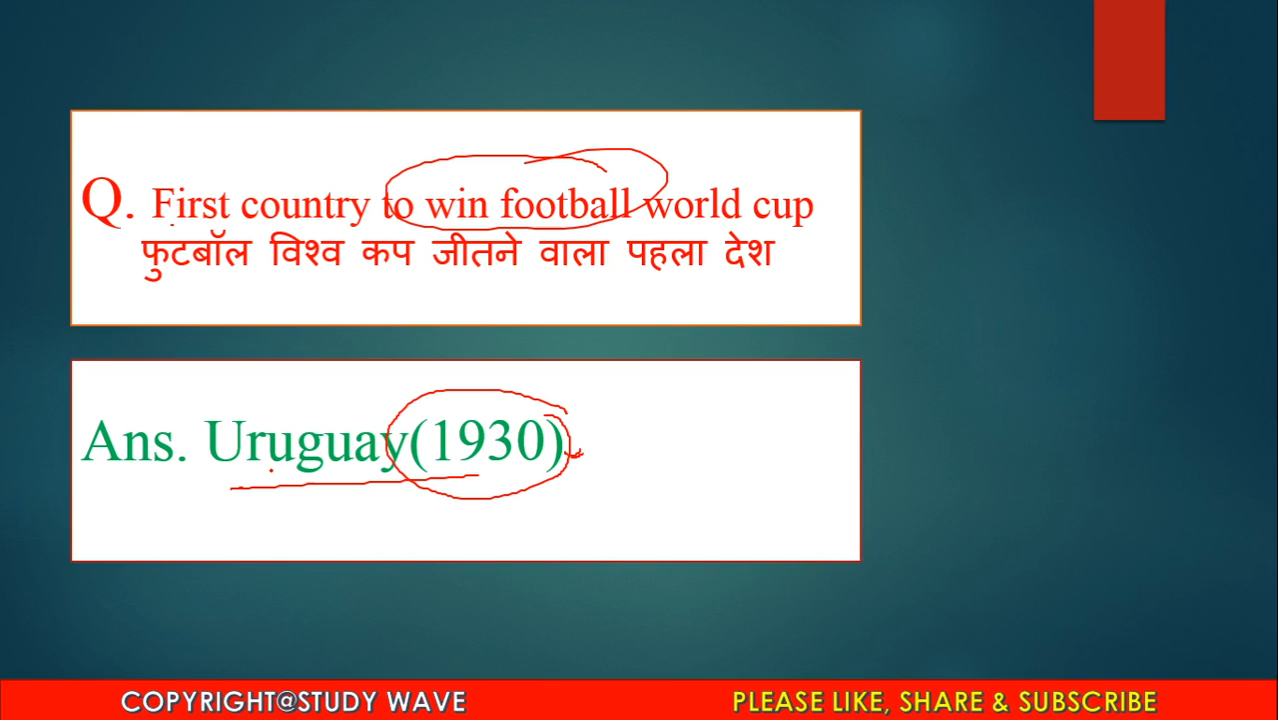 Q. First country to win football world cup
फुटबॉल विश्व कप जीतने वाला पहला देश
Ans. Uruguay(1930)
COPYRIGHT@STUDY WAVE
PLEASE LIKE, SHARE & SUBSCRIBE